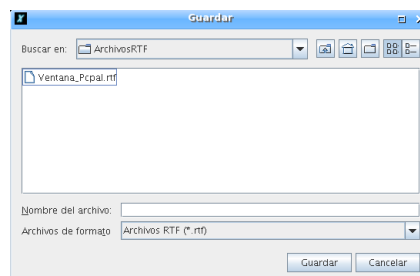 Guardar
Buscar en: ArchivosRTF
Ventana_Pcpal.rtf
Nombre del archivo:
Archivos de formato Archivos RTF (*.rtf)
Guardar Cancelar